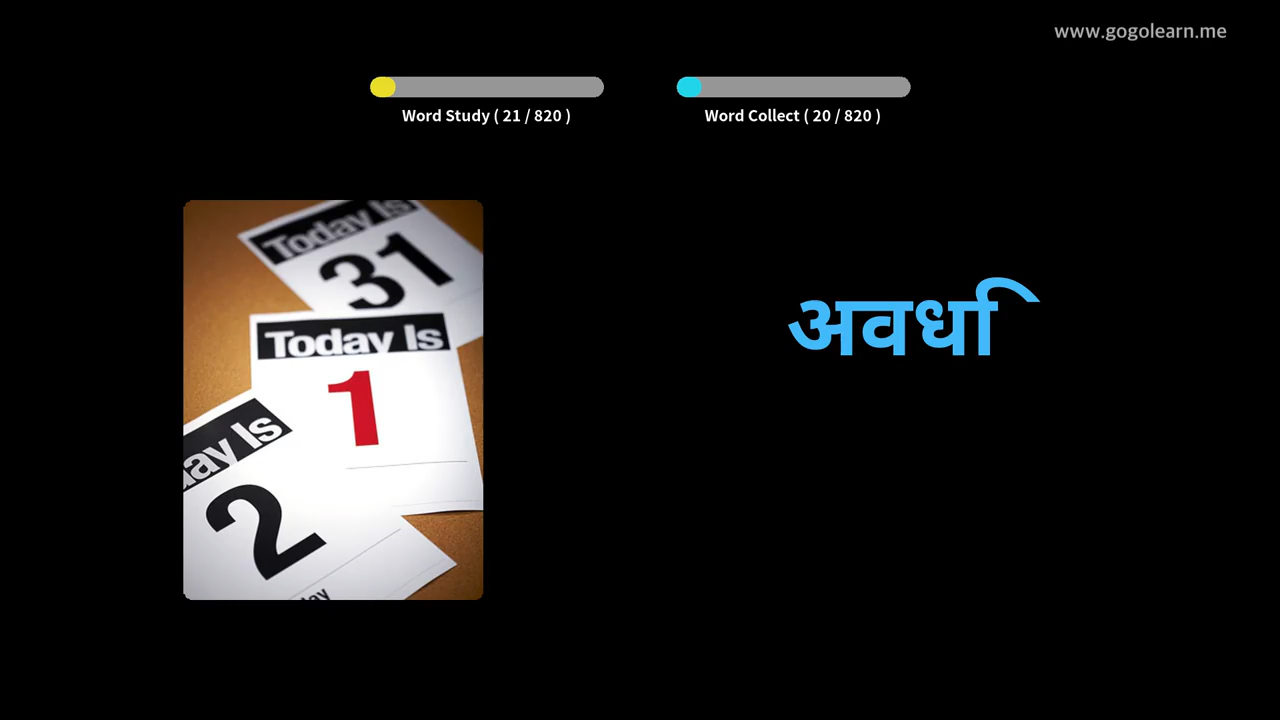 www.gogolearn.me
Word Study ( 21 / 820 )
Word Collect ( 20 / 820 )
Today Is
31
Today Is
1
ay Is
2
अवधि